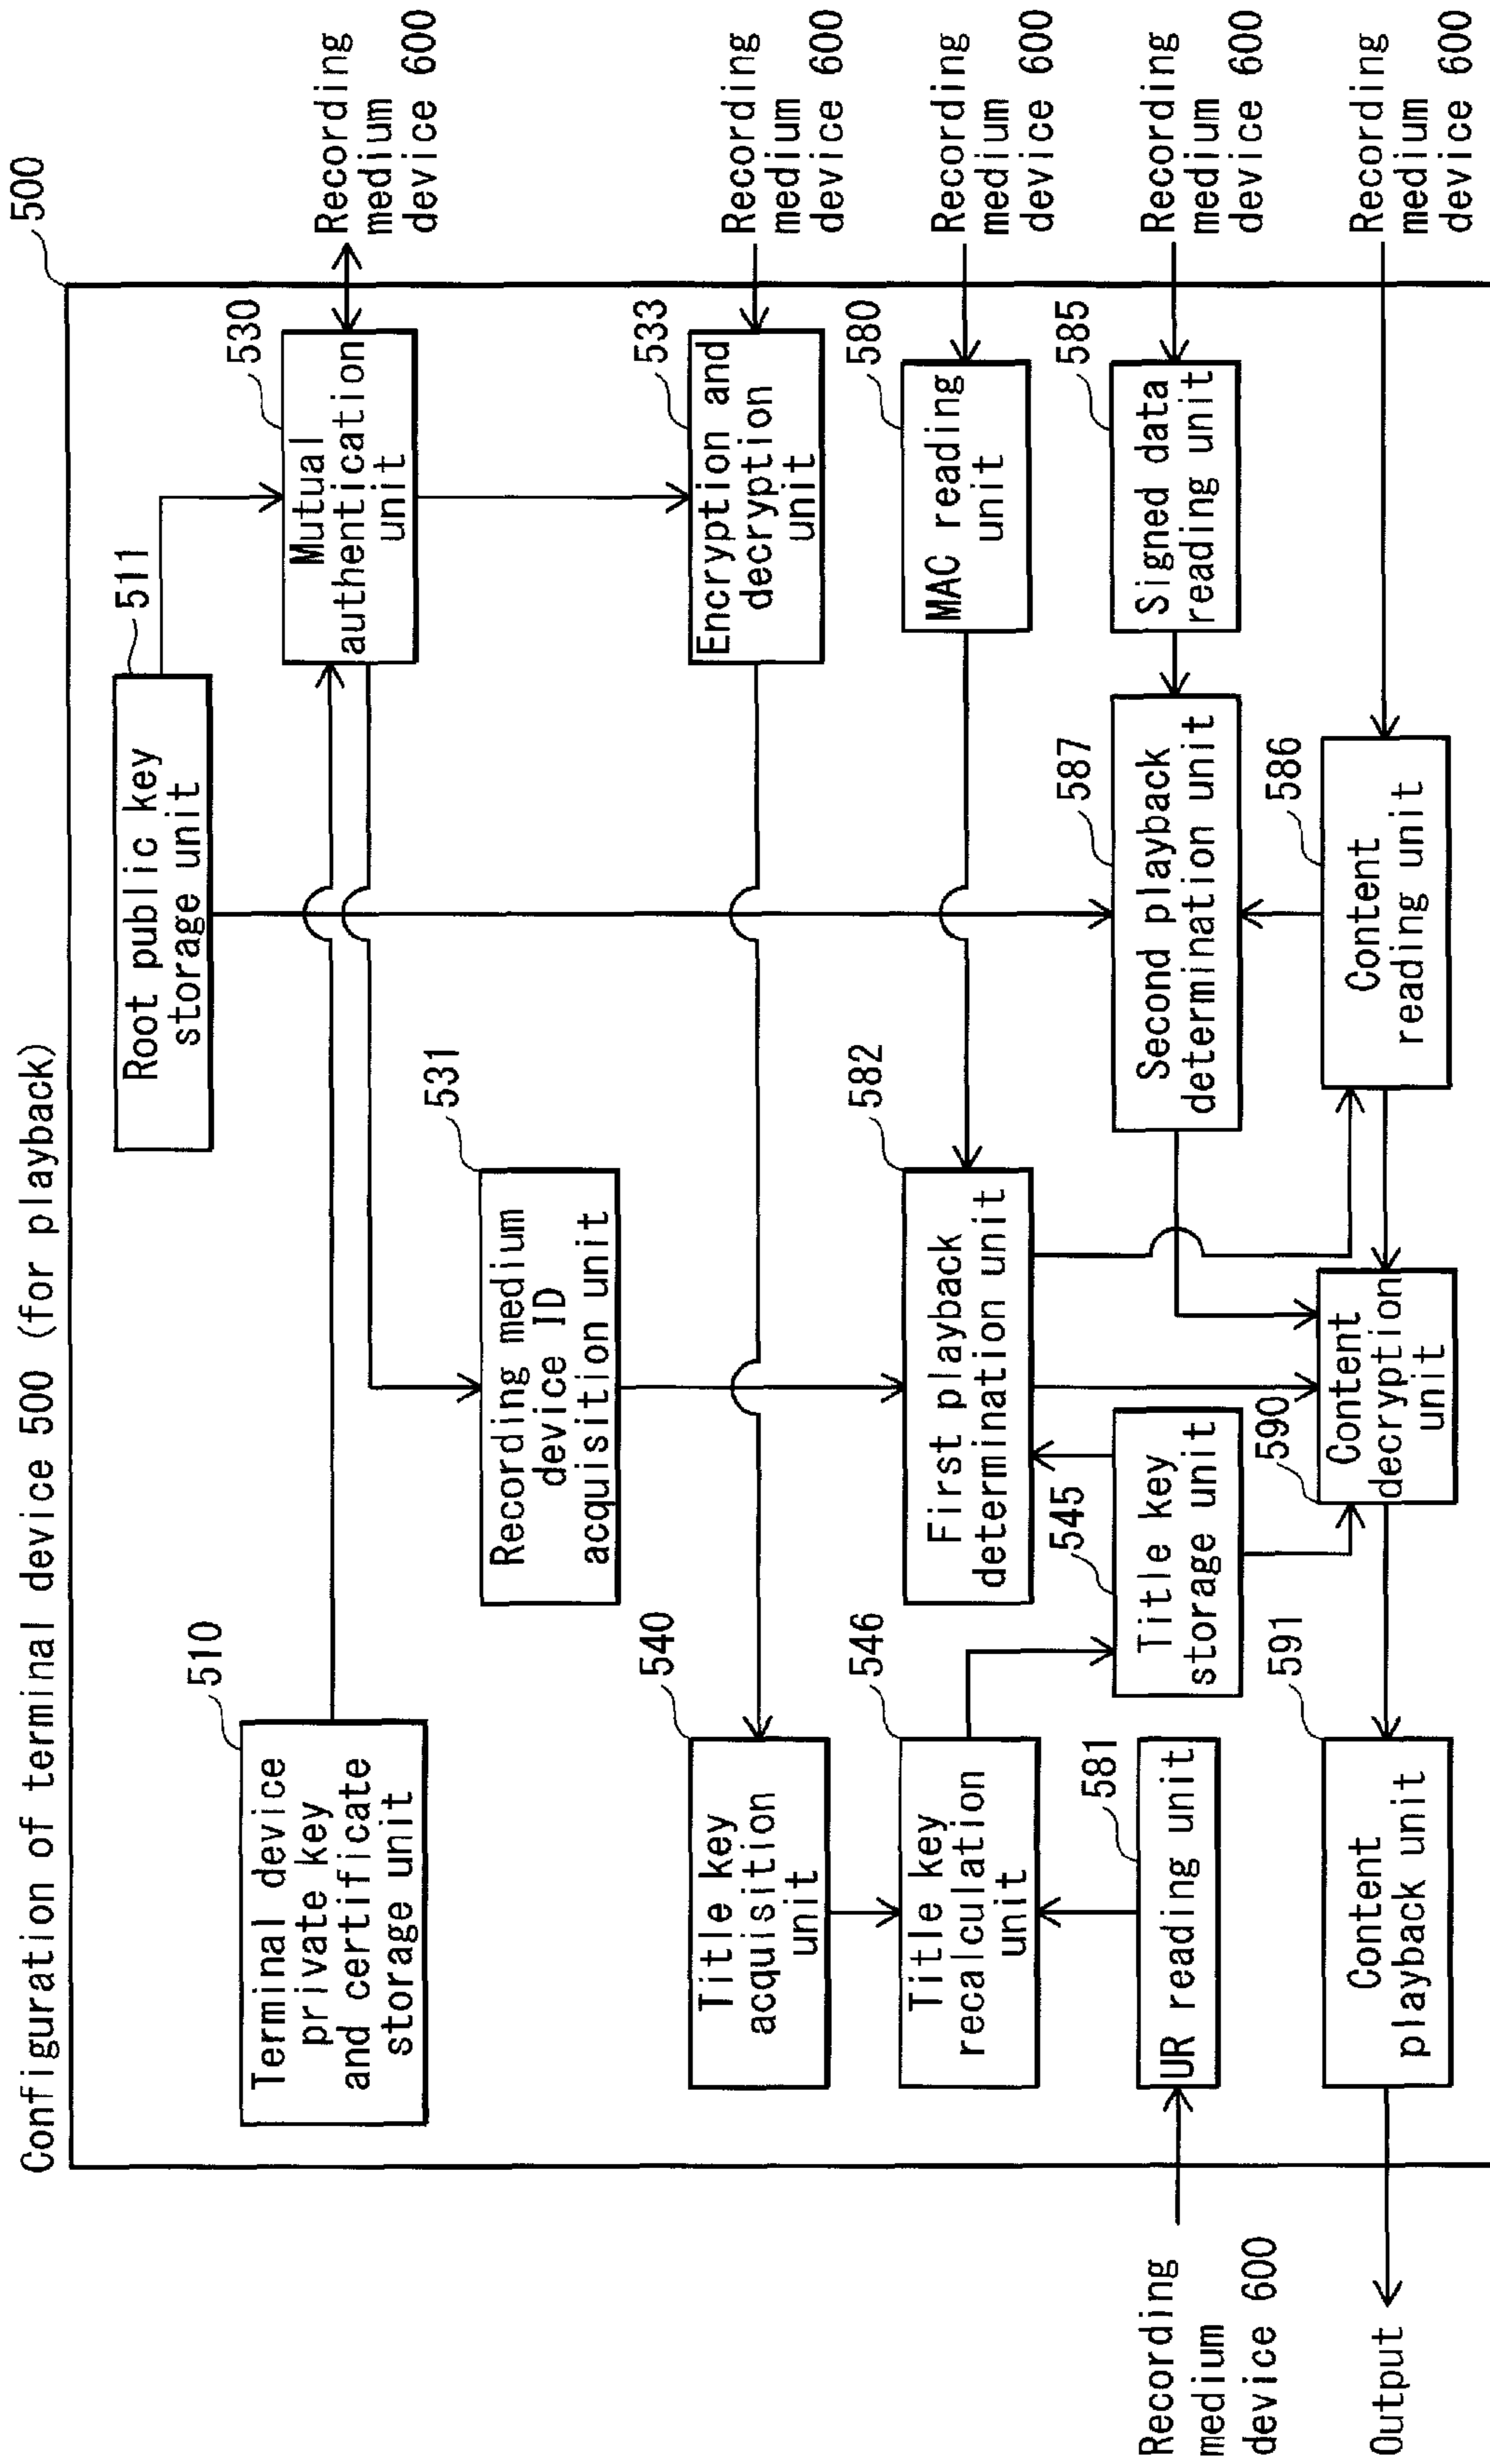 Configuration of terminal device 500 (for playback)
500
Root public key
storage unit
511
Terminal device
private key
and certificate
storage unit
510
Mutual
authentication
unit
530
Recording
medium
device 600
Recording medium
device ID
acquisition unit
531
Title key
acquisition
unit
540
Encryption and
decryption
unit
533
Recording
medium
device 600
Title key
recalculation
unit
546
First playback
determination unit
582
MAC reading
unit
580
Recording
medium
device 600
Recording
medium
device 600
UR reading unit
581
Title key
storage unit
545
Second playback
determination unit
587
Signed data
reading unit
585
Recording
medium
device 600
Output
Content
playback unit
591
Content
decryption
unit
590
Content
reading unit
586
Recording
medium
device 600